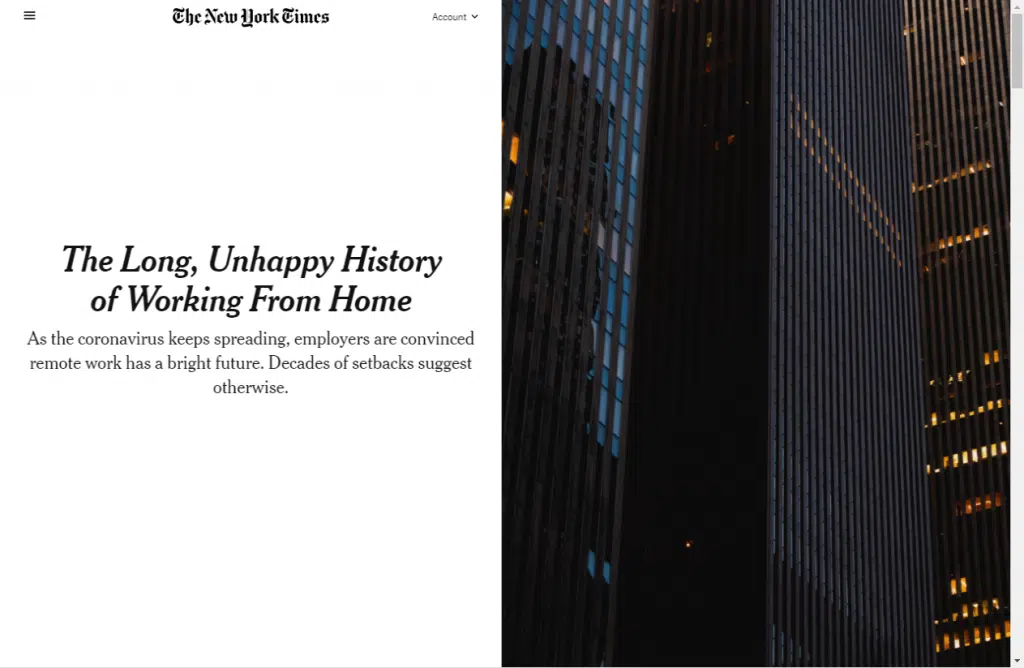 The New York Times
Account
The Long, Unhappy History
of Working From Home
As the coronavirus keeps spreading, employers are convinced
remote work has a bright future. Decades of setbacks suggest
otherwise.